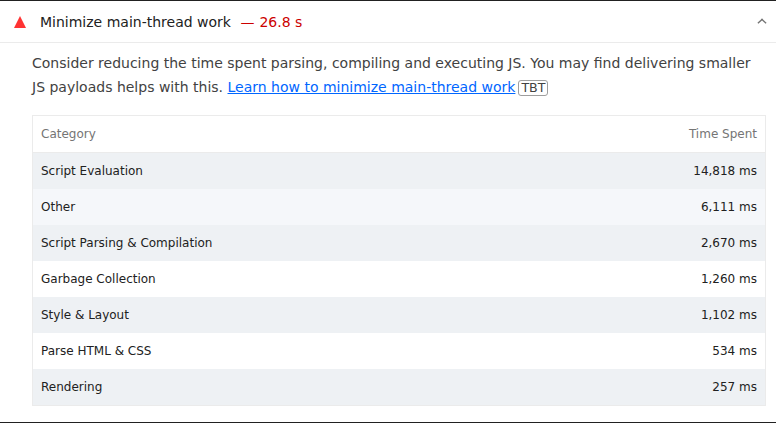 Minimize main-thread work — 26.8 s
Consider reducing the time spent parsing, compiling and executing JS. You may find delivering smaller
JS payloads helps with this. Learn how to minimize main-thread work TBT
Category Time Spent
Script Evaluation 14,818 ms
Other 6,111 ms
Script Parsing & Compilation 2,670 ms
Garbage Collection 1,260 ms
Style & Layout 1,102 ms
Parse HTML & CSS 534 ms
Rendering 257 ms